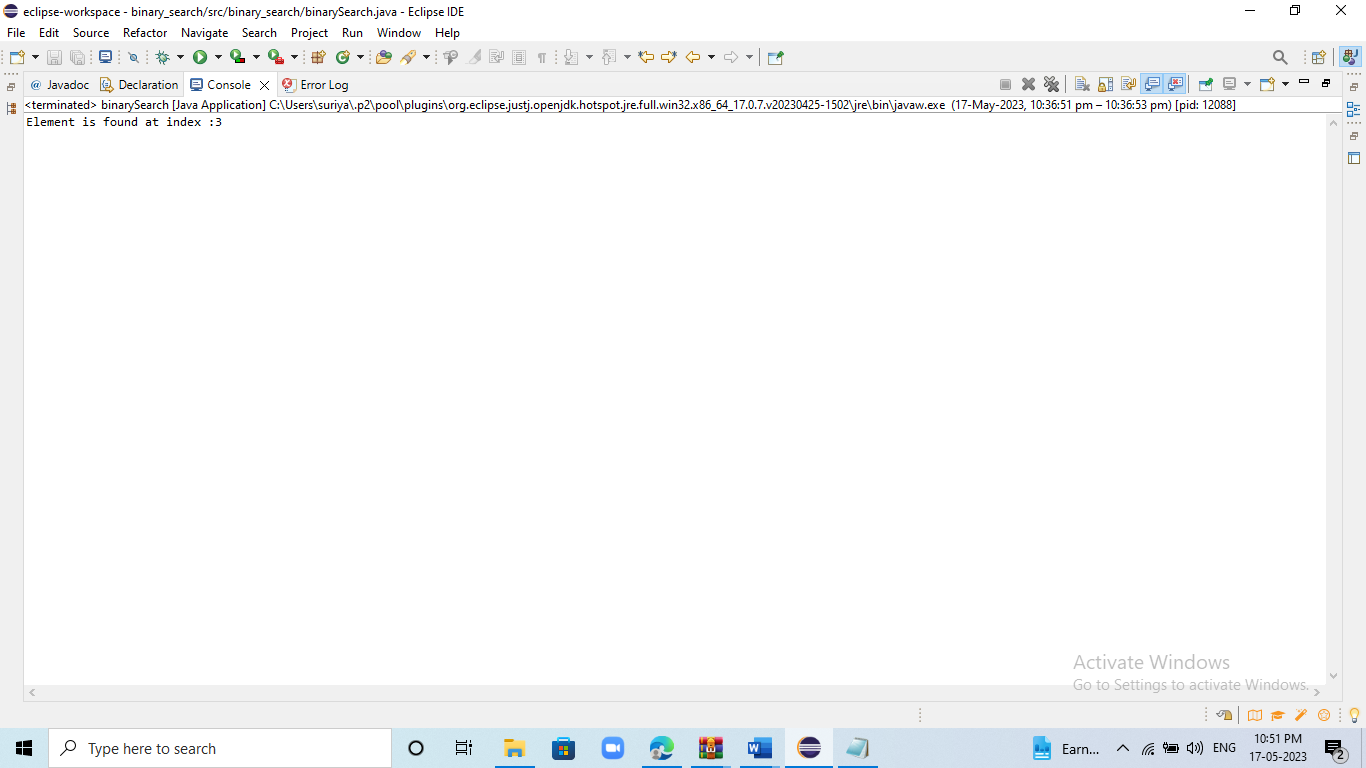 eclipse-workspace - binary_search/src/binary_search/binarySearch.java - Eclipse IDE
File Edit Source Refactor Navigate Search Project Run Window Help
@ Javadoc Declaration Console Error Log
<terminated> binarySearch [Java Application] C:\Users\suriya\.p2\pool\plugins\org.eclipse.justj.openjdk.hotspot.jre.full.win32.x86_64_17.0.7.v20230425-1502\jre\bin\javaw.exe (17-May-2023, 10:36:51 pm – 10:36:53 pm) [pid: 12088]
Element is found at index :3
Activate Windows
Go to Settings to activate Windows.
Type here to search
Earn...
ENG
10:51 PM
17-05-2023
2